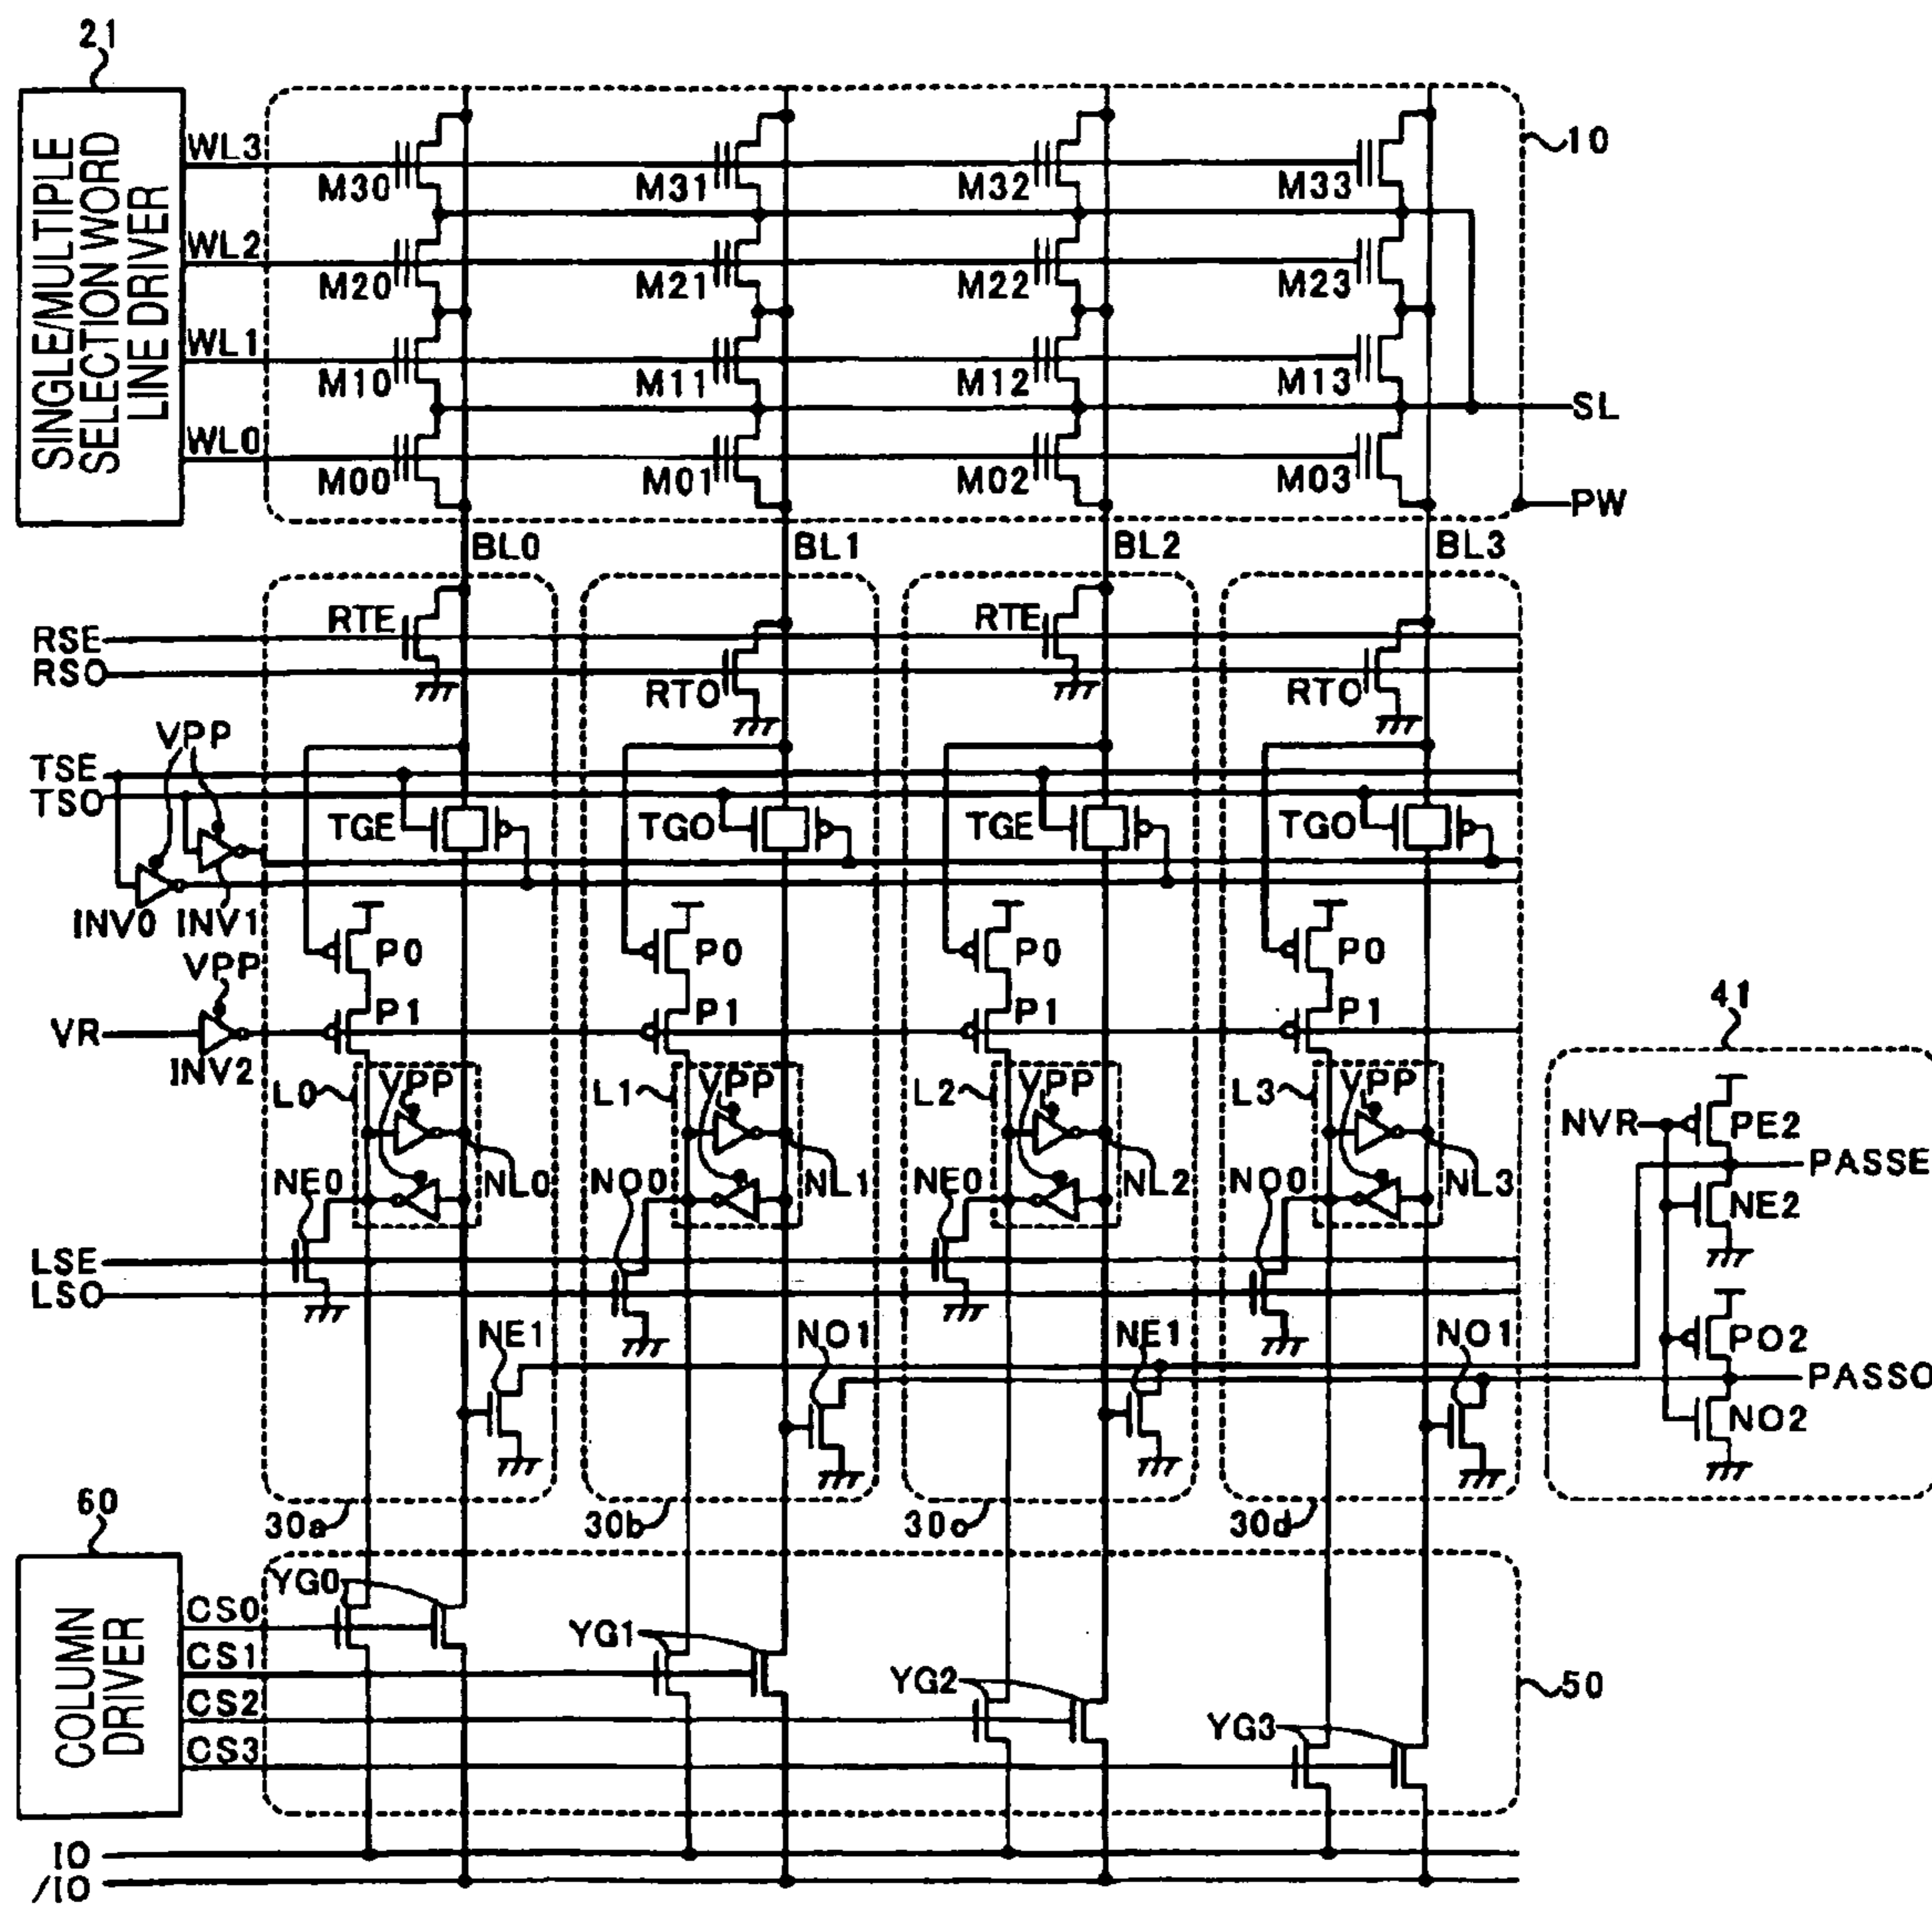 21
SINGLE/MULTIPLE
SELECTION WORD
LINE DRIVER
WL3
M30
M31
M32
M33
10
WL2
M20
M21
M22
M23
WL1
M10
M11
M12
M13
SL
WL0
M00
M01
M02
M03
PW
BL0
BL1
BL2
BL3
RTE
RTE
RSE
RSO
RTO
RTO
VPP
TSE
TSO
TGE
TGO
TGE
TGO
INV0
INV1
P0
P0
P0
P0
VPP
P1
P1
P1
P1
VR
INV2
41
L0
VPP
L1
VPP
L2
VPP
L3
VPP
NVR
PE2
PASSE
NE0
NL0
NO0
NL1
NE0
NL2
NO0
NL3
NE2
LSE
LSO
NE1
NO1
NE1
NO1
PO2
PASSO
NO2
60
30a
30b
30c
30d
COLUMN
DRIVER
YG0
CS0
YG1
CS1
YG2
CS2
50
YG3
CS3
IO
/IO